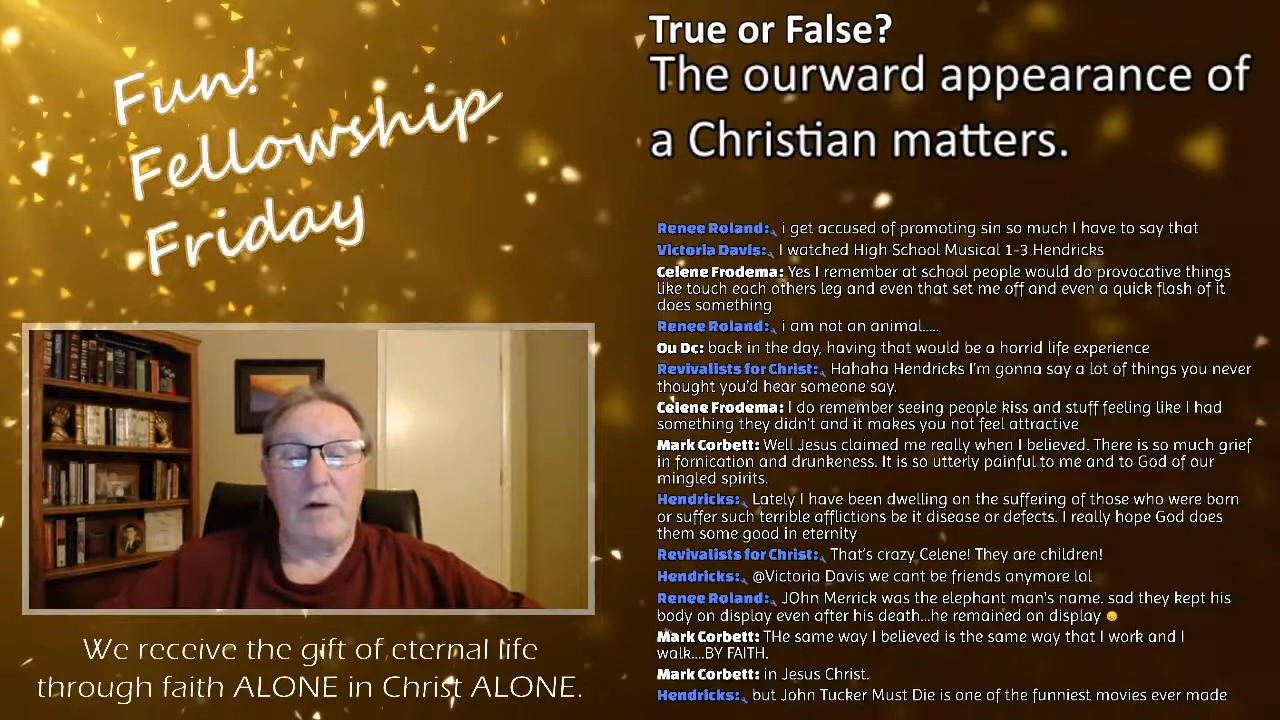 Fun!
Fellowship
Friday
We receive the gift of eternal life
through faith ALONE in Christ ALONE.
True or False?
The ourward appearance of
a Christian matters.
Renee Roland: i get accused of promoting sin so much I have to say that
Victoria Davis: I watched High School Musical 1-3 Hendricks
Celene Frodema: Yes I remember at school people would do provocative things
like touch each others leg and even that set me off and even a quick flash of it
does something
Renee Roland: i am not an animal.....
Ou Dc: back in the day, having that would be a horrid life experience
Revivalists for Christ: Hahaha Hendricks I'm gonna say a lot of things you never
thought you'd hear someone say.
Celene Frodema: I do remember seeing people kiss and stuff feeling like I had
something they didn't and it makes you not feel attractive
Mark Corbett: Well Jesus claimed me really when I believed. There is so much grief
in fornication and drunkeness. It is so utterly painful to me and to God of our
mingled spirits.
Hendricks: Lately I have been dwelling on the suffering of those who were born
or suffer such terrible afflictions be it disease or defects. I really hope God does
them some good in eternity
Revivalists for Christ: That's crazy Celene! They are children!
Hendricks: @Victoria Davis we cant be friends anymore lol
Renee Roland: JOhn Merrick was the elephant man's name. sad they kept his
body on display even after his death...he remained on display
Mark Corbett: THe same way I believed is the same way that I work and I
walk....BY FAITH.
Mark Corbett: in Jesus Christ.
Hendricks: but John Tucker Must Die is one of the funniest movies ever made